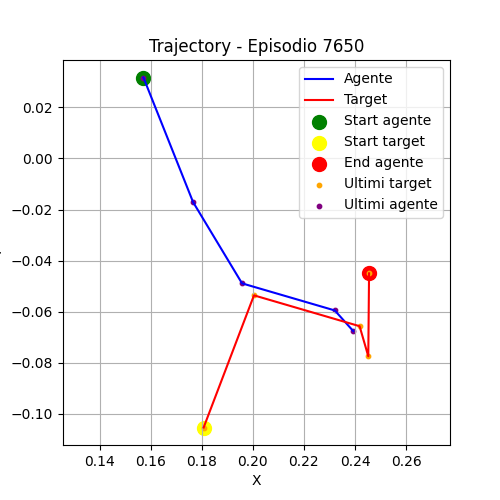 Trajectory - Episodio 7650
Agente
Target
Start agente
Start target
End agente
Ultimi target
Ultimi agente
0.02
0.00
−0.02
−0.04
−0.06
−0.08
−0.10
0.14 0.16 0.18 0.20 0.22 0.24 0.26
X